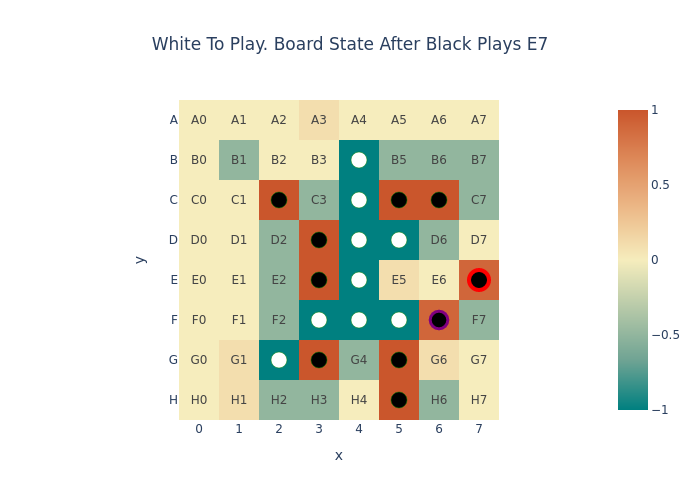 White To Play. Board State After Black Plays E7
A A0 A1 A2 A3 A4 A5 A6 A7
B B0 B1 B2 B3 B5 B6 B7
C C0 C1 C3 C7
D D0 D1 D2 D6 D7
E E0 E1 E2 E5 E6
F F0 F1 F2 F7
G G0 G1 G4 G6 G7
H H0 H1 H2 H3 H4 H6 H7
0 1 2 3 4 5 6 7
x
y
1
0.5
0
−0.5
−1